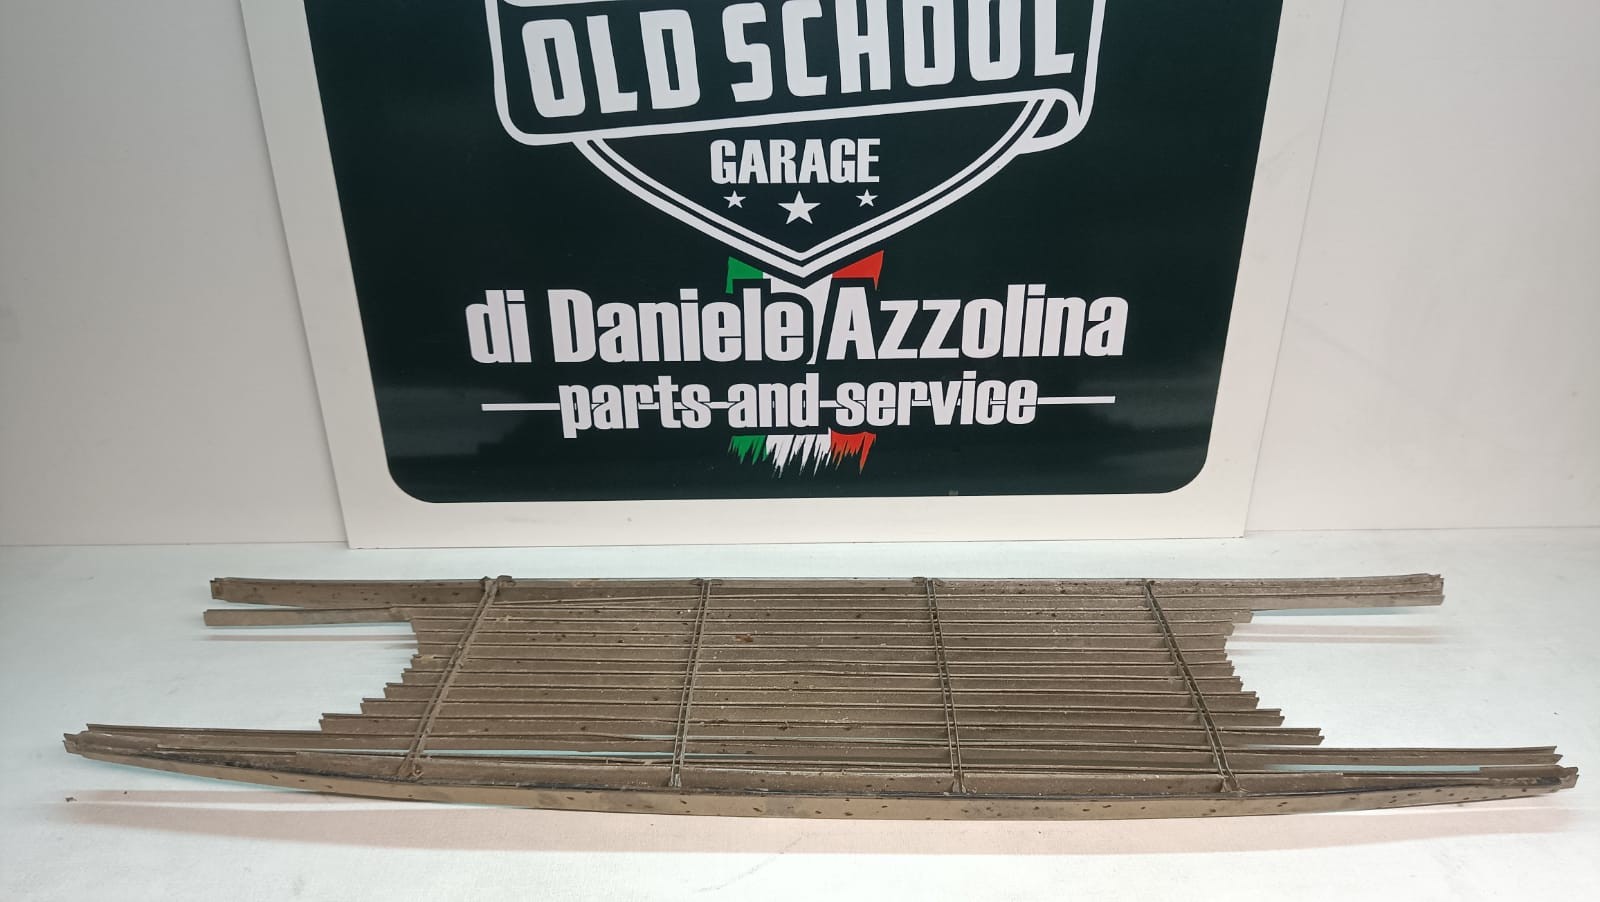 OLD SCHOOL
GARAGE
di Daniele Azzolina
parts and service